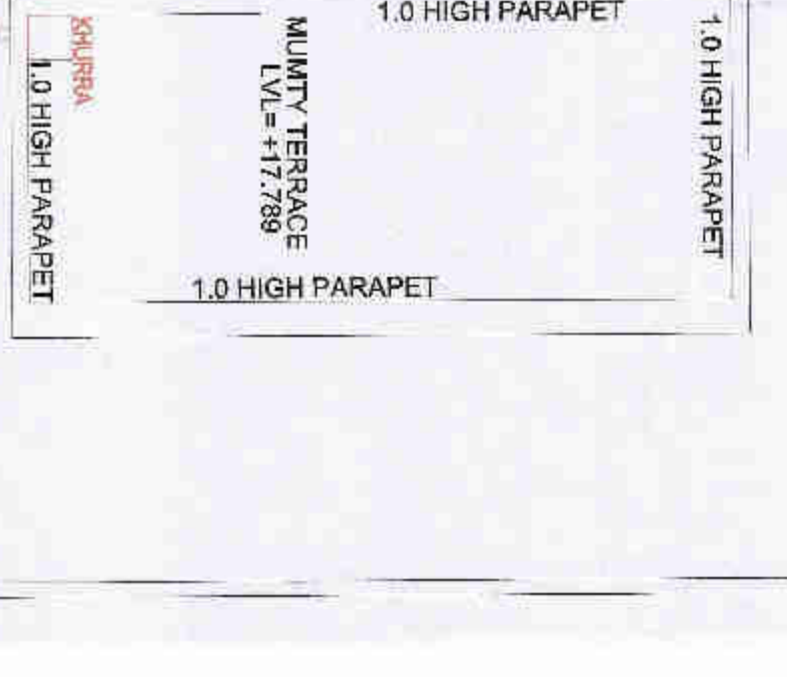 1.0 HIGH PARAPET
KHURRA
1.0 HIGH PARAPET
MUMTY TERRACE
LVL= +17.789
1.0 HIGH PARAPET
1.0 HIGH PARAPET